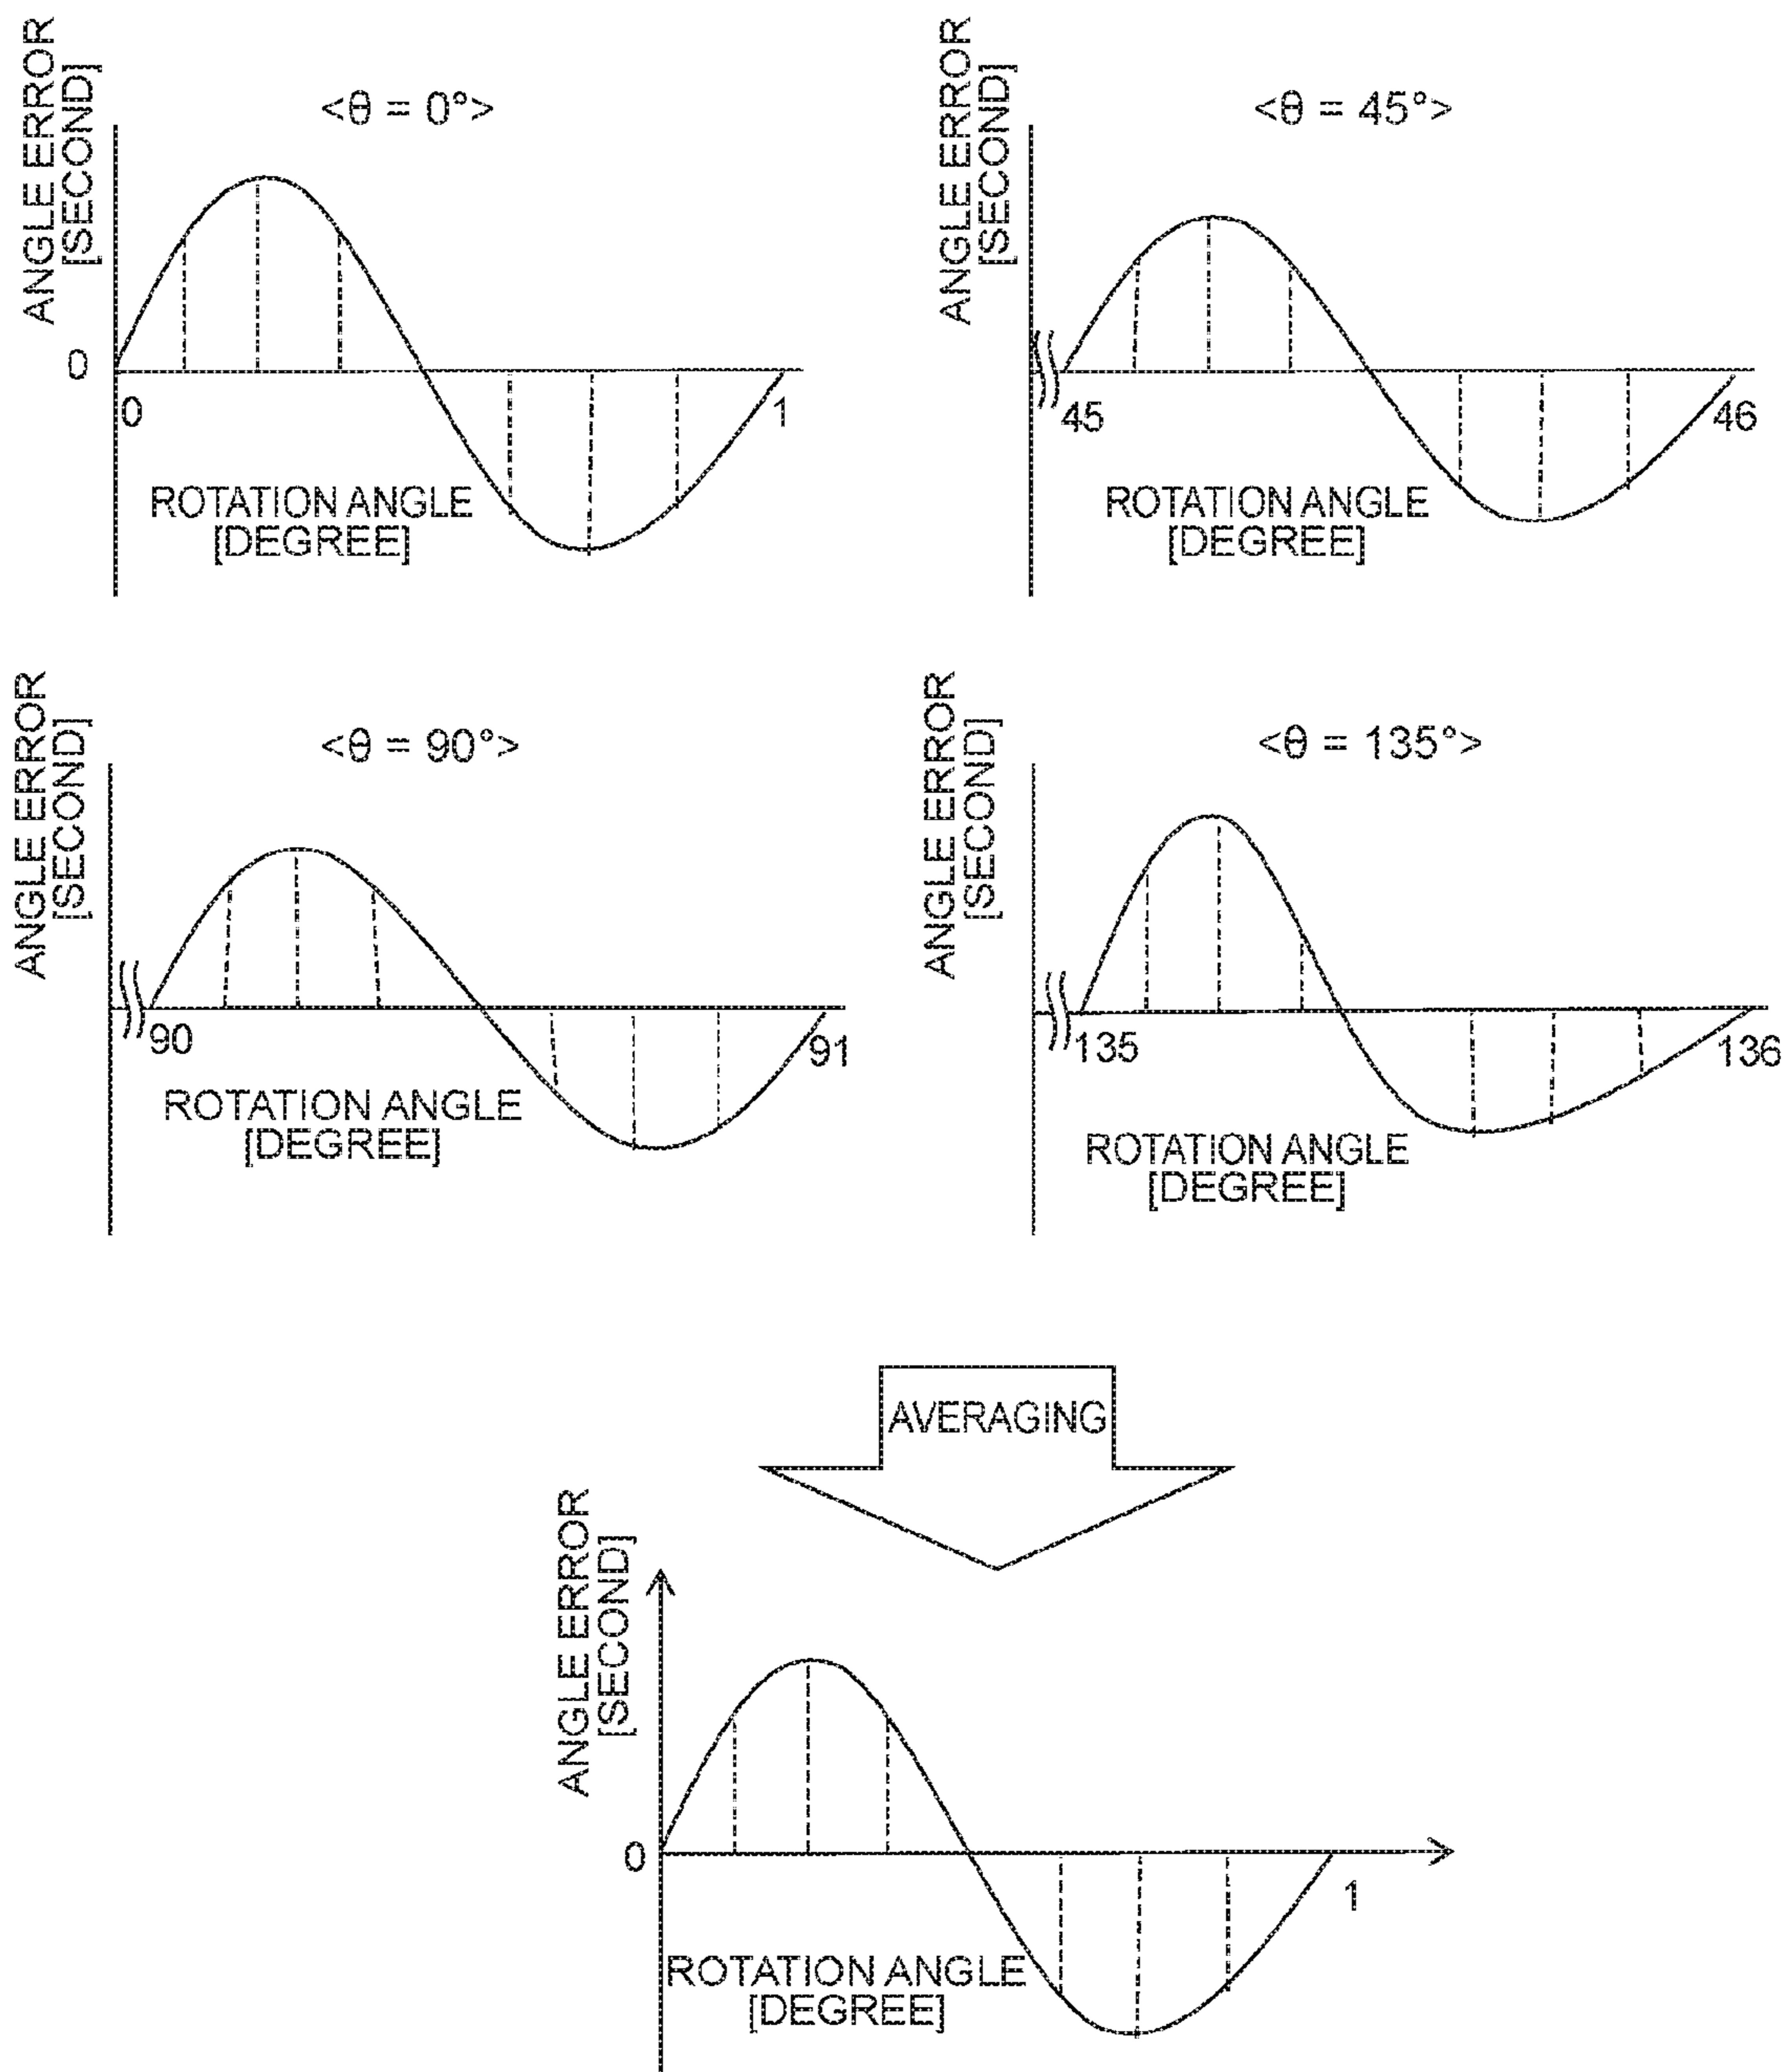 ANGLE ERROR
[SECOND]
<θ = 0°>
0
0
1
ROTATION ANGLE
[DEGREE]
ANGLE ERROR
[SECOND]
<θ = 45°>
45
46
ROTATION ANGLE
[DEGREE]
ANGLE ERROR
[SECOND]
<θ = 90°>
90
91
ROTATION ANGLE
[DEGREE]
ANGLE ERROR
[SECOND]
<θ = 135°>
135
136
ROTATION ANGLE
[DEGREE]
AVERAGING
ANGLE ERROR
[SECOND]
0
1
ROTATION ANGLE
[DEGREE]